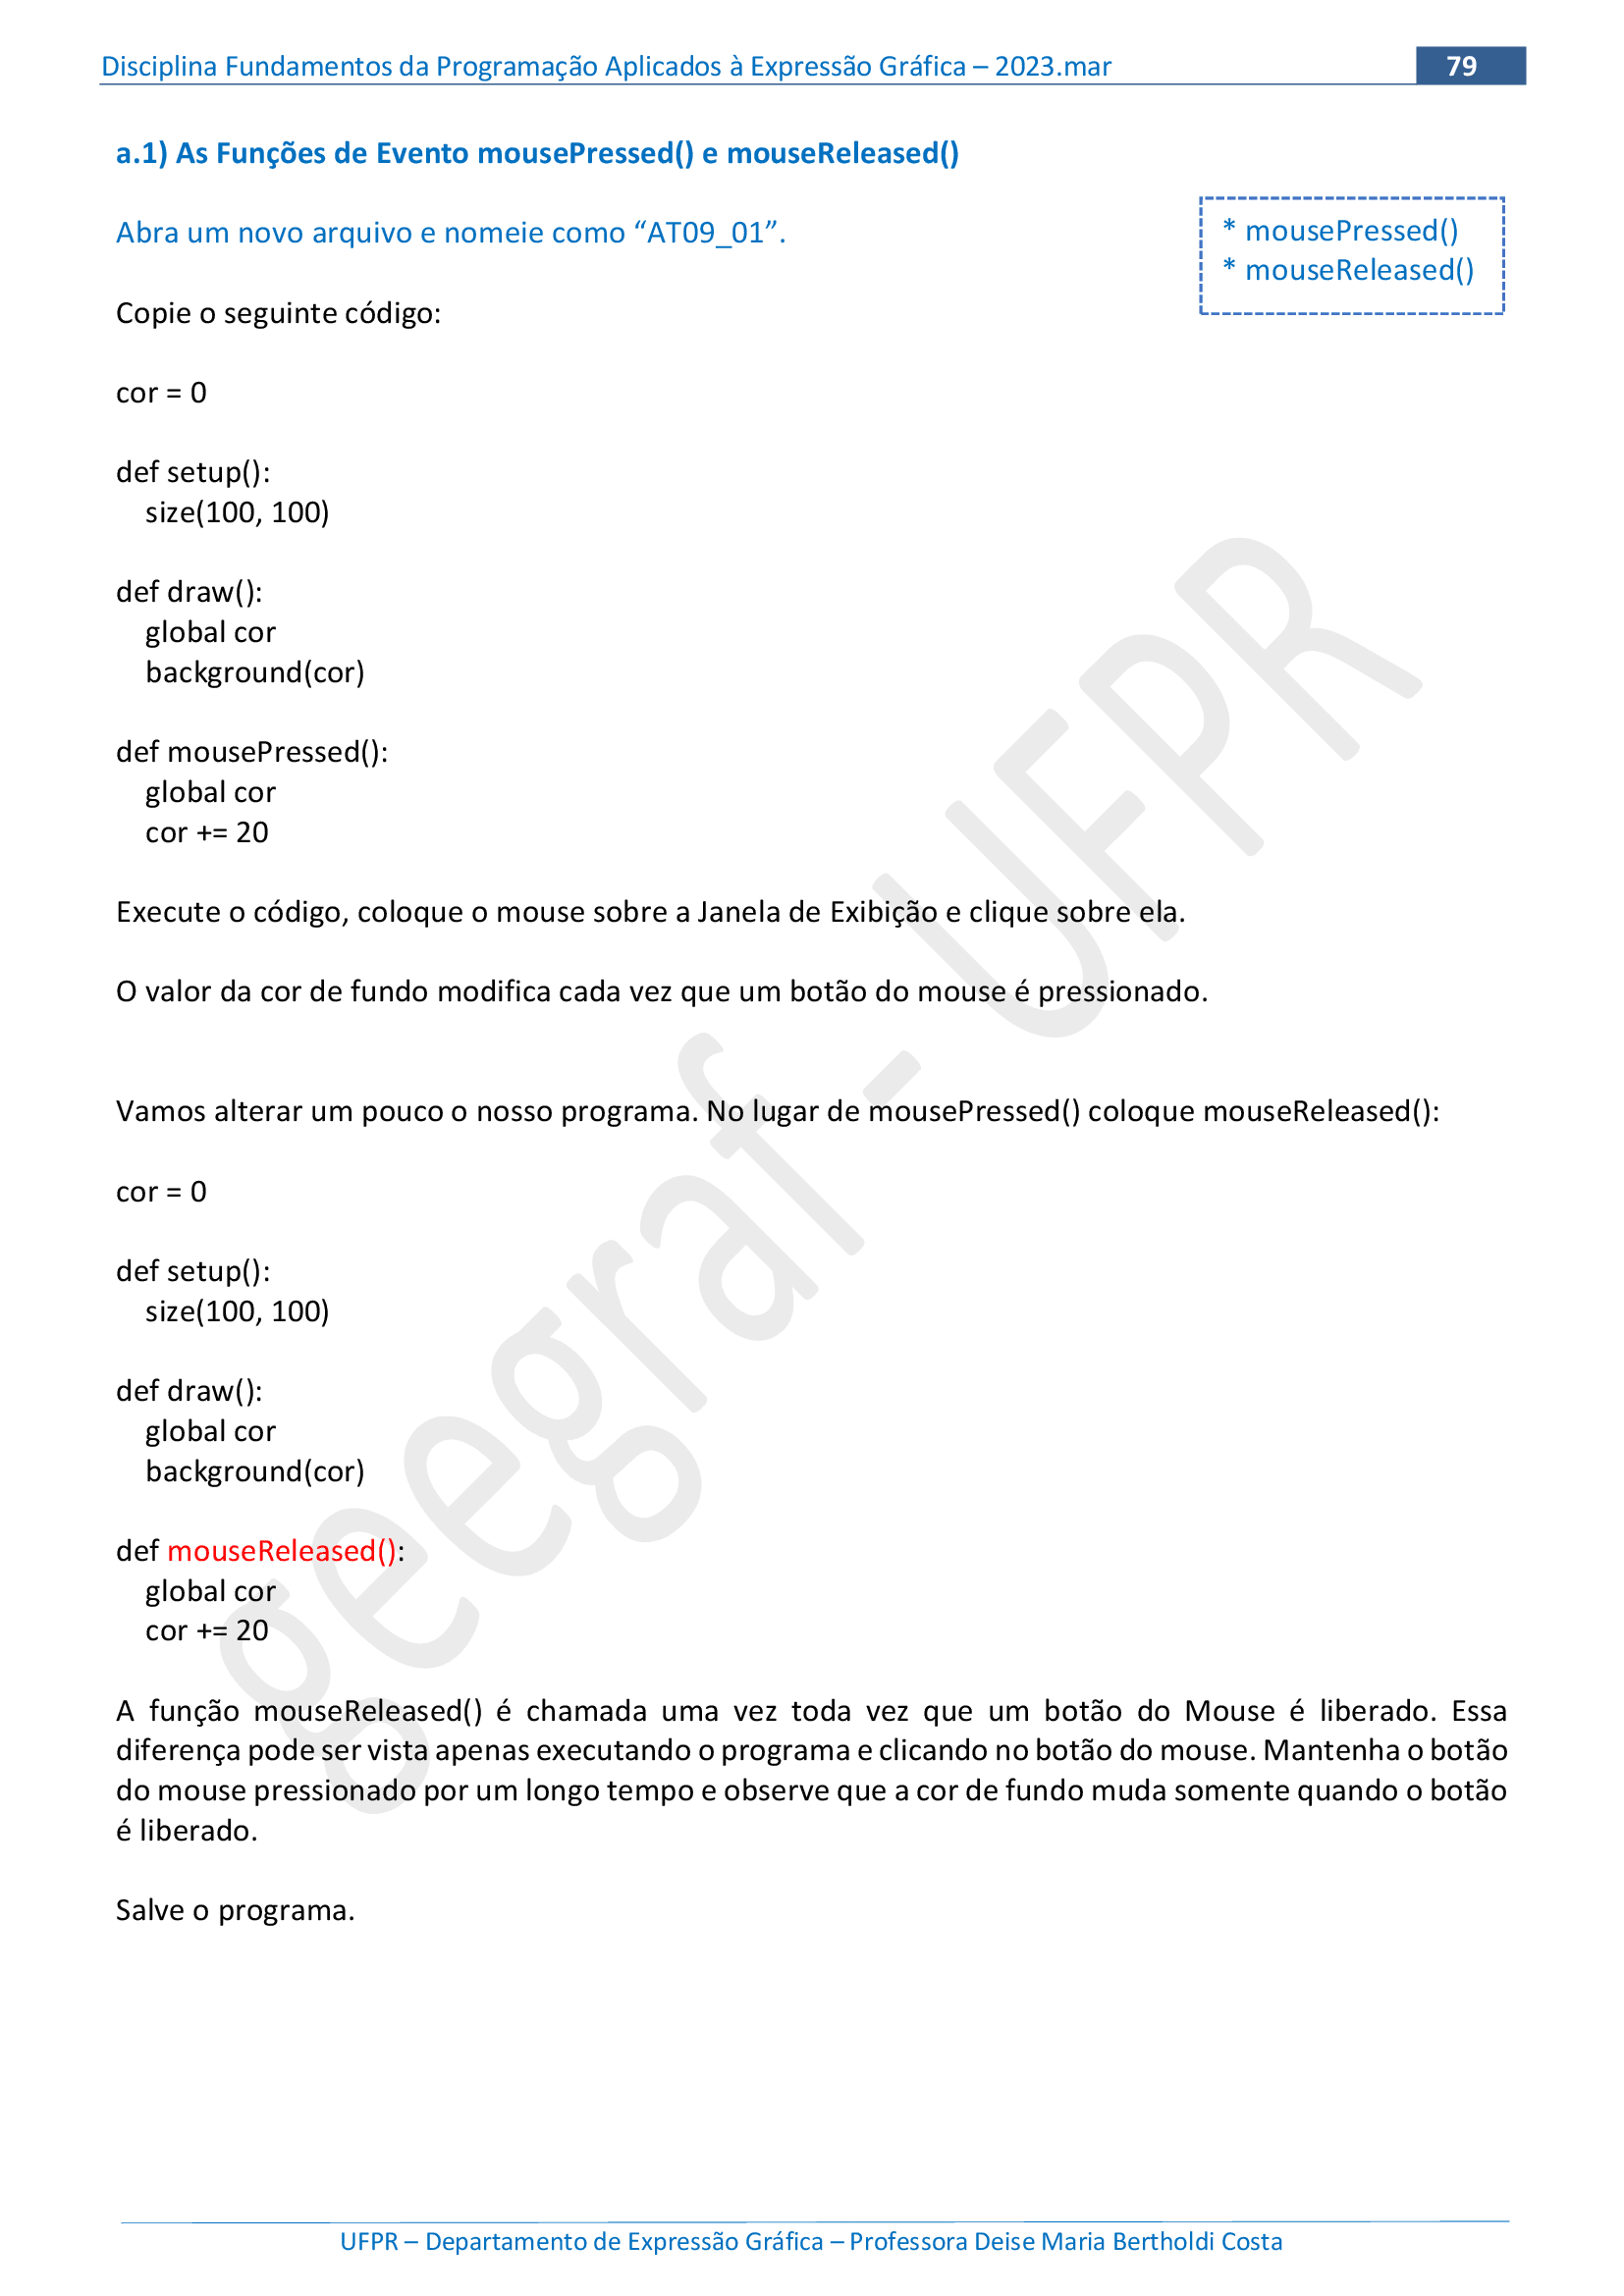 Disciplina Fundamentos da Programação Aplicados à Expressão Gráfica – 2023.mar 79
a.1) As Funções de Evento mousePressed() e mouseReleased()
Abra um novo arquivo e nomeie como “AT09_01”.
* mousePressed()
* mouseReleased()
Copie o seguinte código:
cor = 0
def setup():
size(100, 100)
def draw():
global cor
background(cor)
def mousePressed():
global cor
cor += 20
Execute o código, coloque o mouse sobre a Janela de Exibição e clique sobre ela.
O valor da cor de fundo modifica cada vez que um botão do mouse é pressionado.
Vamos alterar um pouco o nosso programa. No lugar de mousePressed() coloque mouseReleased():
cor = 0
def setup():
size(100, 100)
def draw():
global cor
background(cor)
def mouseReleased():
global cor
cor += 20
A função mouseReleased() é chamada uma vez toda vez que um botão do Mouse é liberado. Essa
diferença pode ser vista apenas executando o programa e clicando no botão do mouse. Mantenha o botão
do mouse pressionado por um longo tempo e observe que a cor de fundo muda somente quando o botão
é liberado.
Salve o programa.
geegraf - UFPR
UFPR – Departamento de Expressão Gráfica – Professora Deise Maria Bertholdi Costa